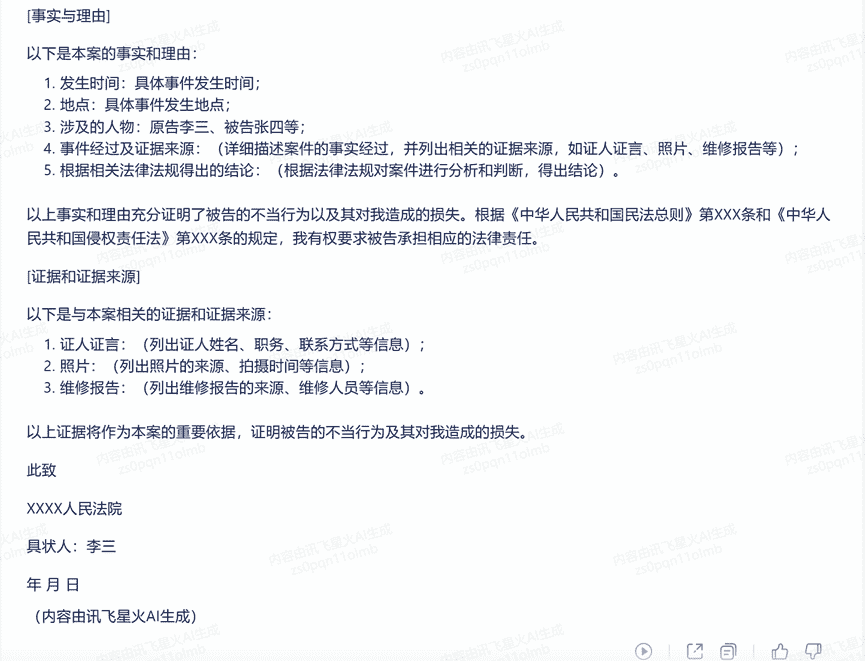 [事实与理由]
以下是本案的事实和理由：
1. 发生时间：具体事件发生时间；
2. 地点：具体事件发生地点；
3. 涉及的人物：原告李三、被告张四等；
4. 事件经过及证据来源：（详细描述案件的事实经过，并列出相关的证据来源，如证人证言、照片、维修报告等）；
5. 根据相关法律法规得出的结论：（根据法律法规对案件进行分析和判断，得出结论）。
以上事实和理由充分证明了被告的不当行为以及其对我造成的损失。根据《中华人民共和国民法总则》第XXX条和《中华人
民共和国侵权责任法》第XXX条的规定，我有权要求被告承担相应的法律责任。
[证据和证据来源]
以下是与本案相关的证据和证据来源：
1. 证人证言：（列出证人姓名、职务、联系方式等信息）；
2. 照片：（列出照片的来源、拍摄时间等信息）；
3. 维修报告：（列出维修报告的来源、维修人员等信息）。
以上证据将作为本案的重要依据，证明被告的不当行为及其对我造成的损失。
此致
XXXX人民法院
具状人：李三
年 月 日
（内容由讯飞星火AI生成）
内容由讯飞星火AI生成
zs0pqn11olmb